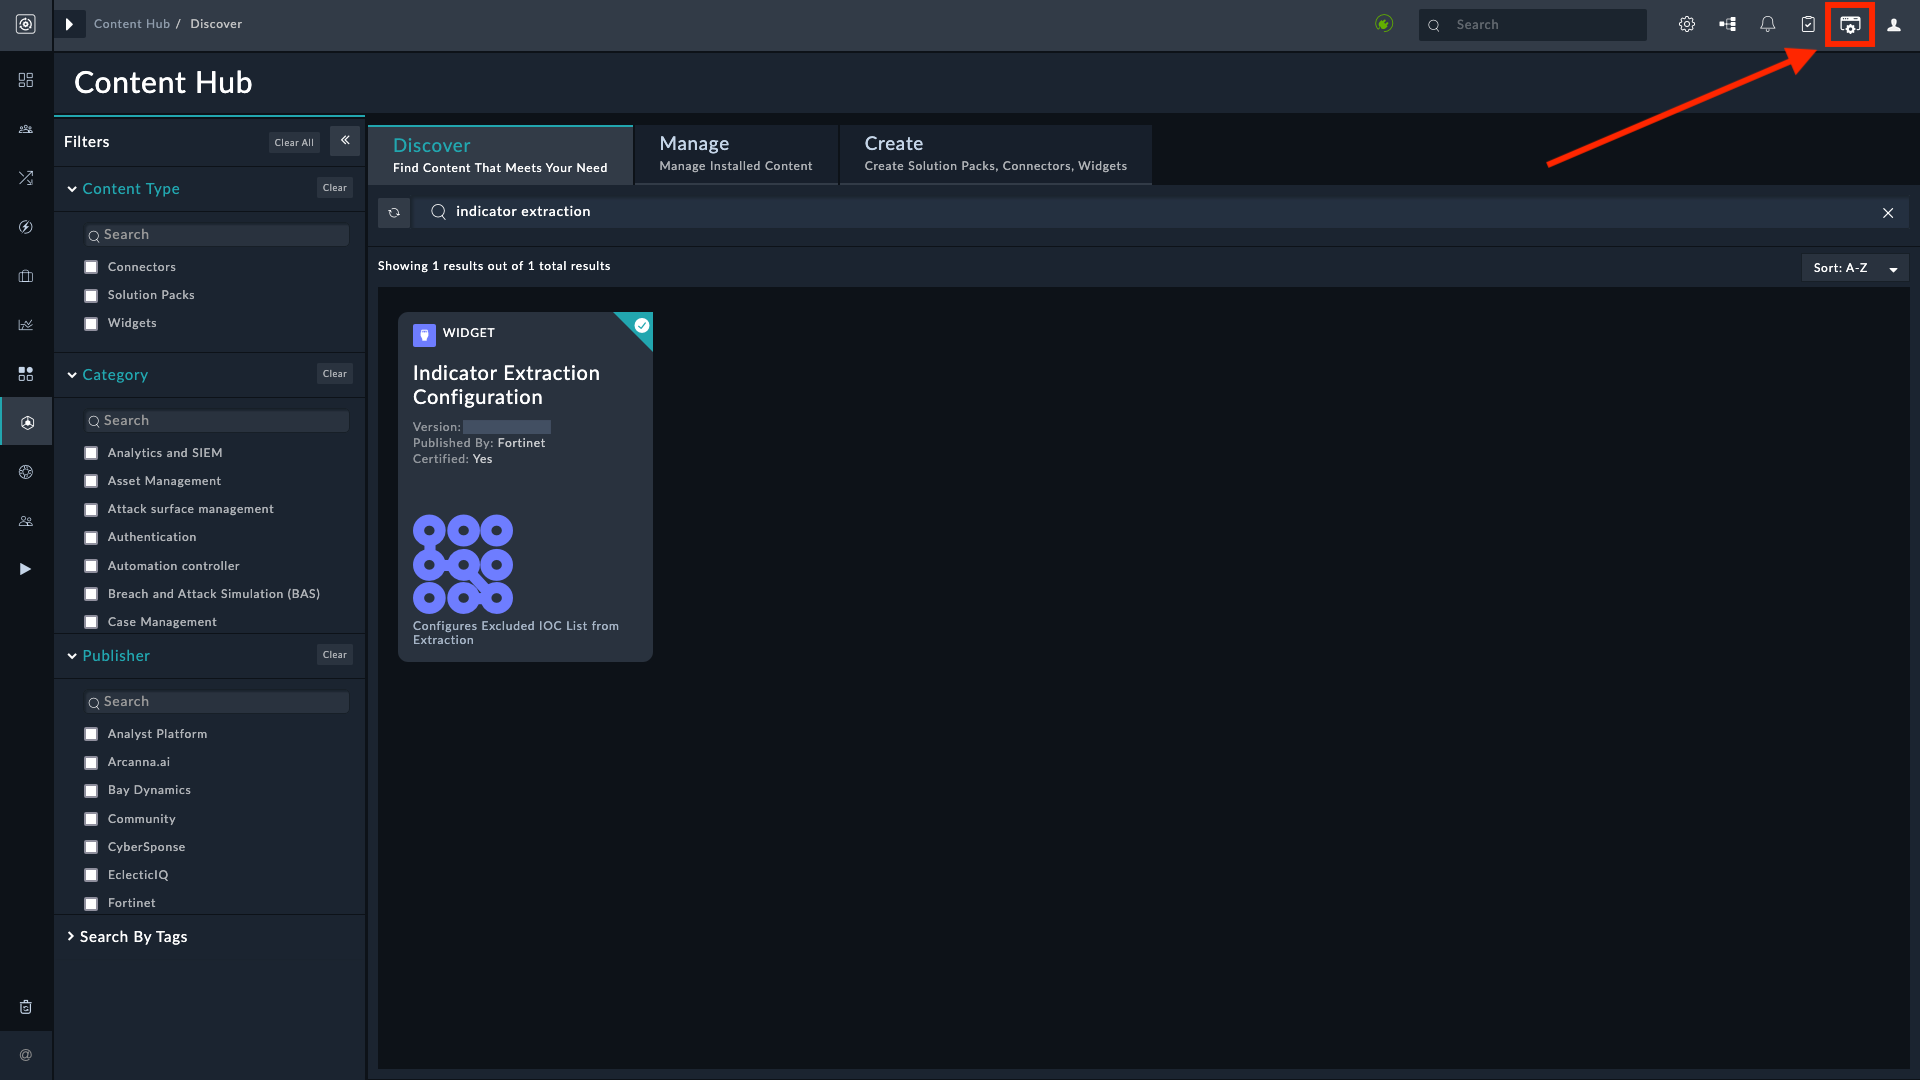 Content Hub / Discover
Search
Content Hub
Filters
Clear All
Content Type
Clear
Search
Connectors
Solution Packs
Widgets
Category
Clear
Search
Analytics and SIEM
Asset Management
Attack surface management
Authentication
Automation controller
Breach and Attack Simulation (BAS)
Case Management
Publisher
Clear
Search
Analyst Platform
Arcanna.ai
Bay Dynamics
Community
CyberSponse
EclecticIQ
Fortinet
Search By Tags
@
Discover
Find Content That Meets Your Need
Manage
Manage Installed Content
Create
Create Solution Packs, Connectors, Widgets
indicator extraction
Showing 1 results out of 1 total results
Sort: A-Z
WIDGET
Indicator Extraction
Configuration
Version:
Published By: Fortinet
Certified: Yes
Configures Excluded IOC List from
Extraction